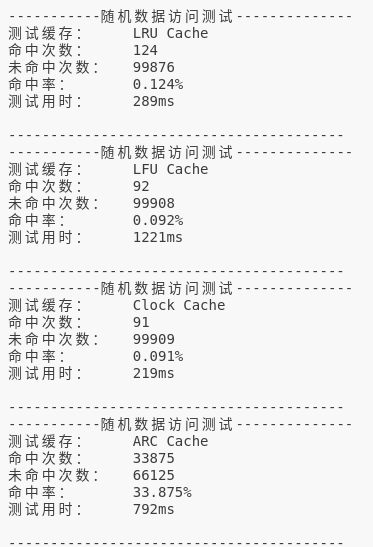 -----------随机数据访问测试--------------
测试缓存： LRU Cache
命中次数： 124
未命中次数： 99876
命中率： 0.124%
测试用时： 289ms
----------------------------------------
-----------随机数据访问测试--------------
测试缓存： LFU Cache
命中次数： 92
未命中次数： 99908
命中率： 0.092%
测试用时： 1221ms
----------------------------------------
-----------随机数据访问测试--------------
测试缓存： Clock Cache
命中次数： 91
未命中次数： 99909
命中率： 0.091%
测试用时： 219ms
----------------------------------------
-----------随机数据访问测试--------------
测试缓存： ARC Cache
命中次数： 33875
未命中次数： 66125
命中率： 33.875%
测试用时： 792ms
----------------------------------------